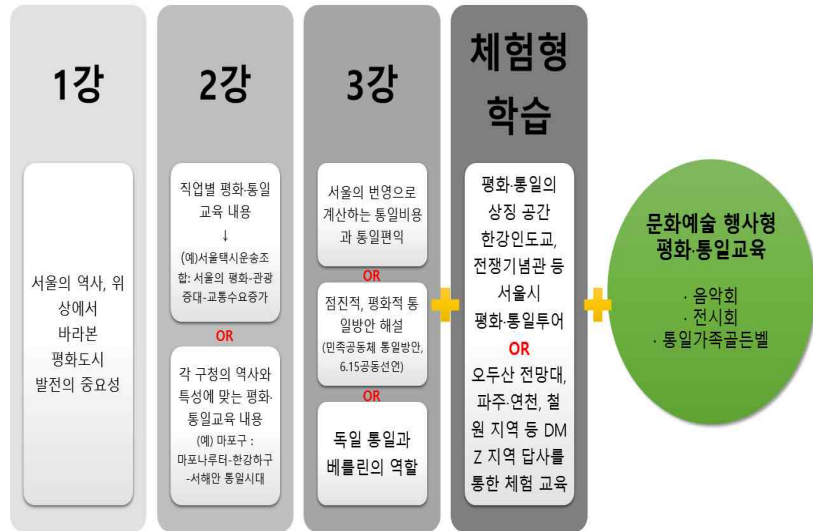 1강
서울의 역사, 위
상에서
바라본
평화도시
발전의 중요성
2강
직업별 평화·통일
교육 내용
↓
(예)서울택시운송조
합: 서울의 평화-관광
증대-교통수요증가
OR
각 구청의 역사와
특성에 맞는 평화·
통일교육 내용
(예) 마포구 :
마포나루터-한강하구
-서해안 통일시대
3강
서울의 번영으로
계산하는 통일비용
과 통일편익
OR
점진적, 평화적 통
일방안 해설
(민족공동체 통일방안,
6.15공동선언)
OR
독일 통일과
베를린의 역할
체험형
학습
평화·통일의
상징 공간
한강인도교,
전쟁기념관 등
서울시
평화·통일투어
OR
오두산 전망대,
파주·연천, 철
원 지역 등 DM
Z 지역 답사를
통한 체험 교육
문화예술 행사형
평화·통일교육
· 음악회
· 전시회
· 통일가족골든벨